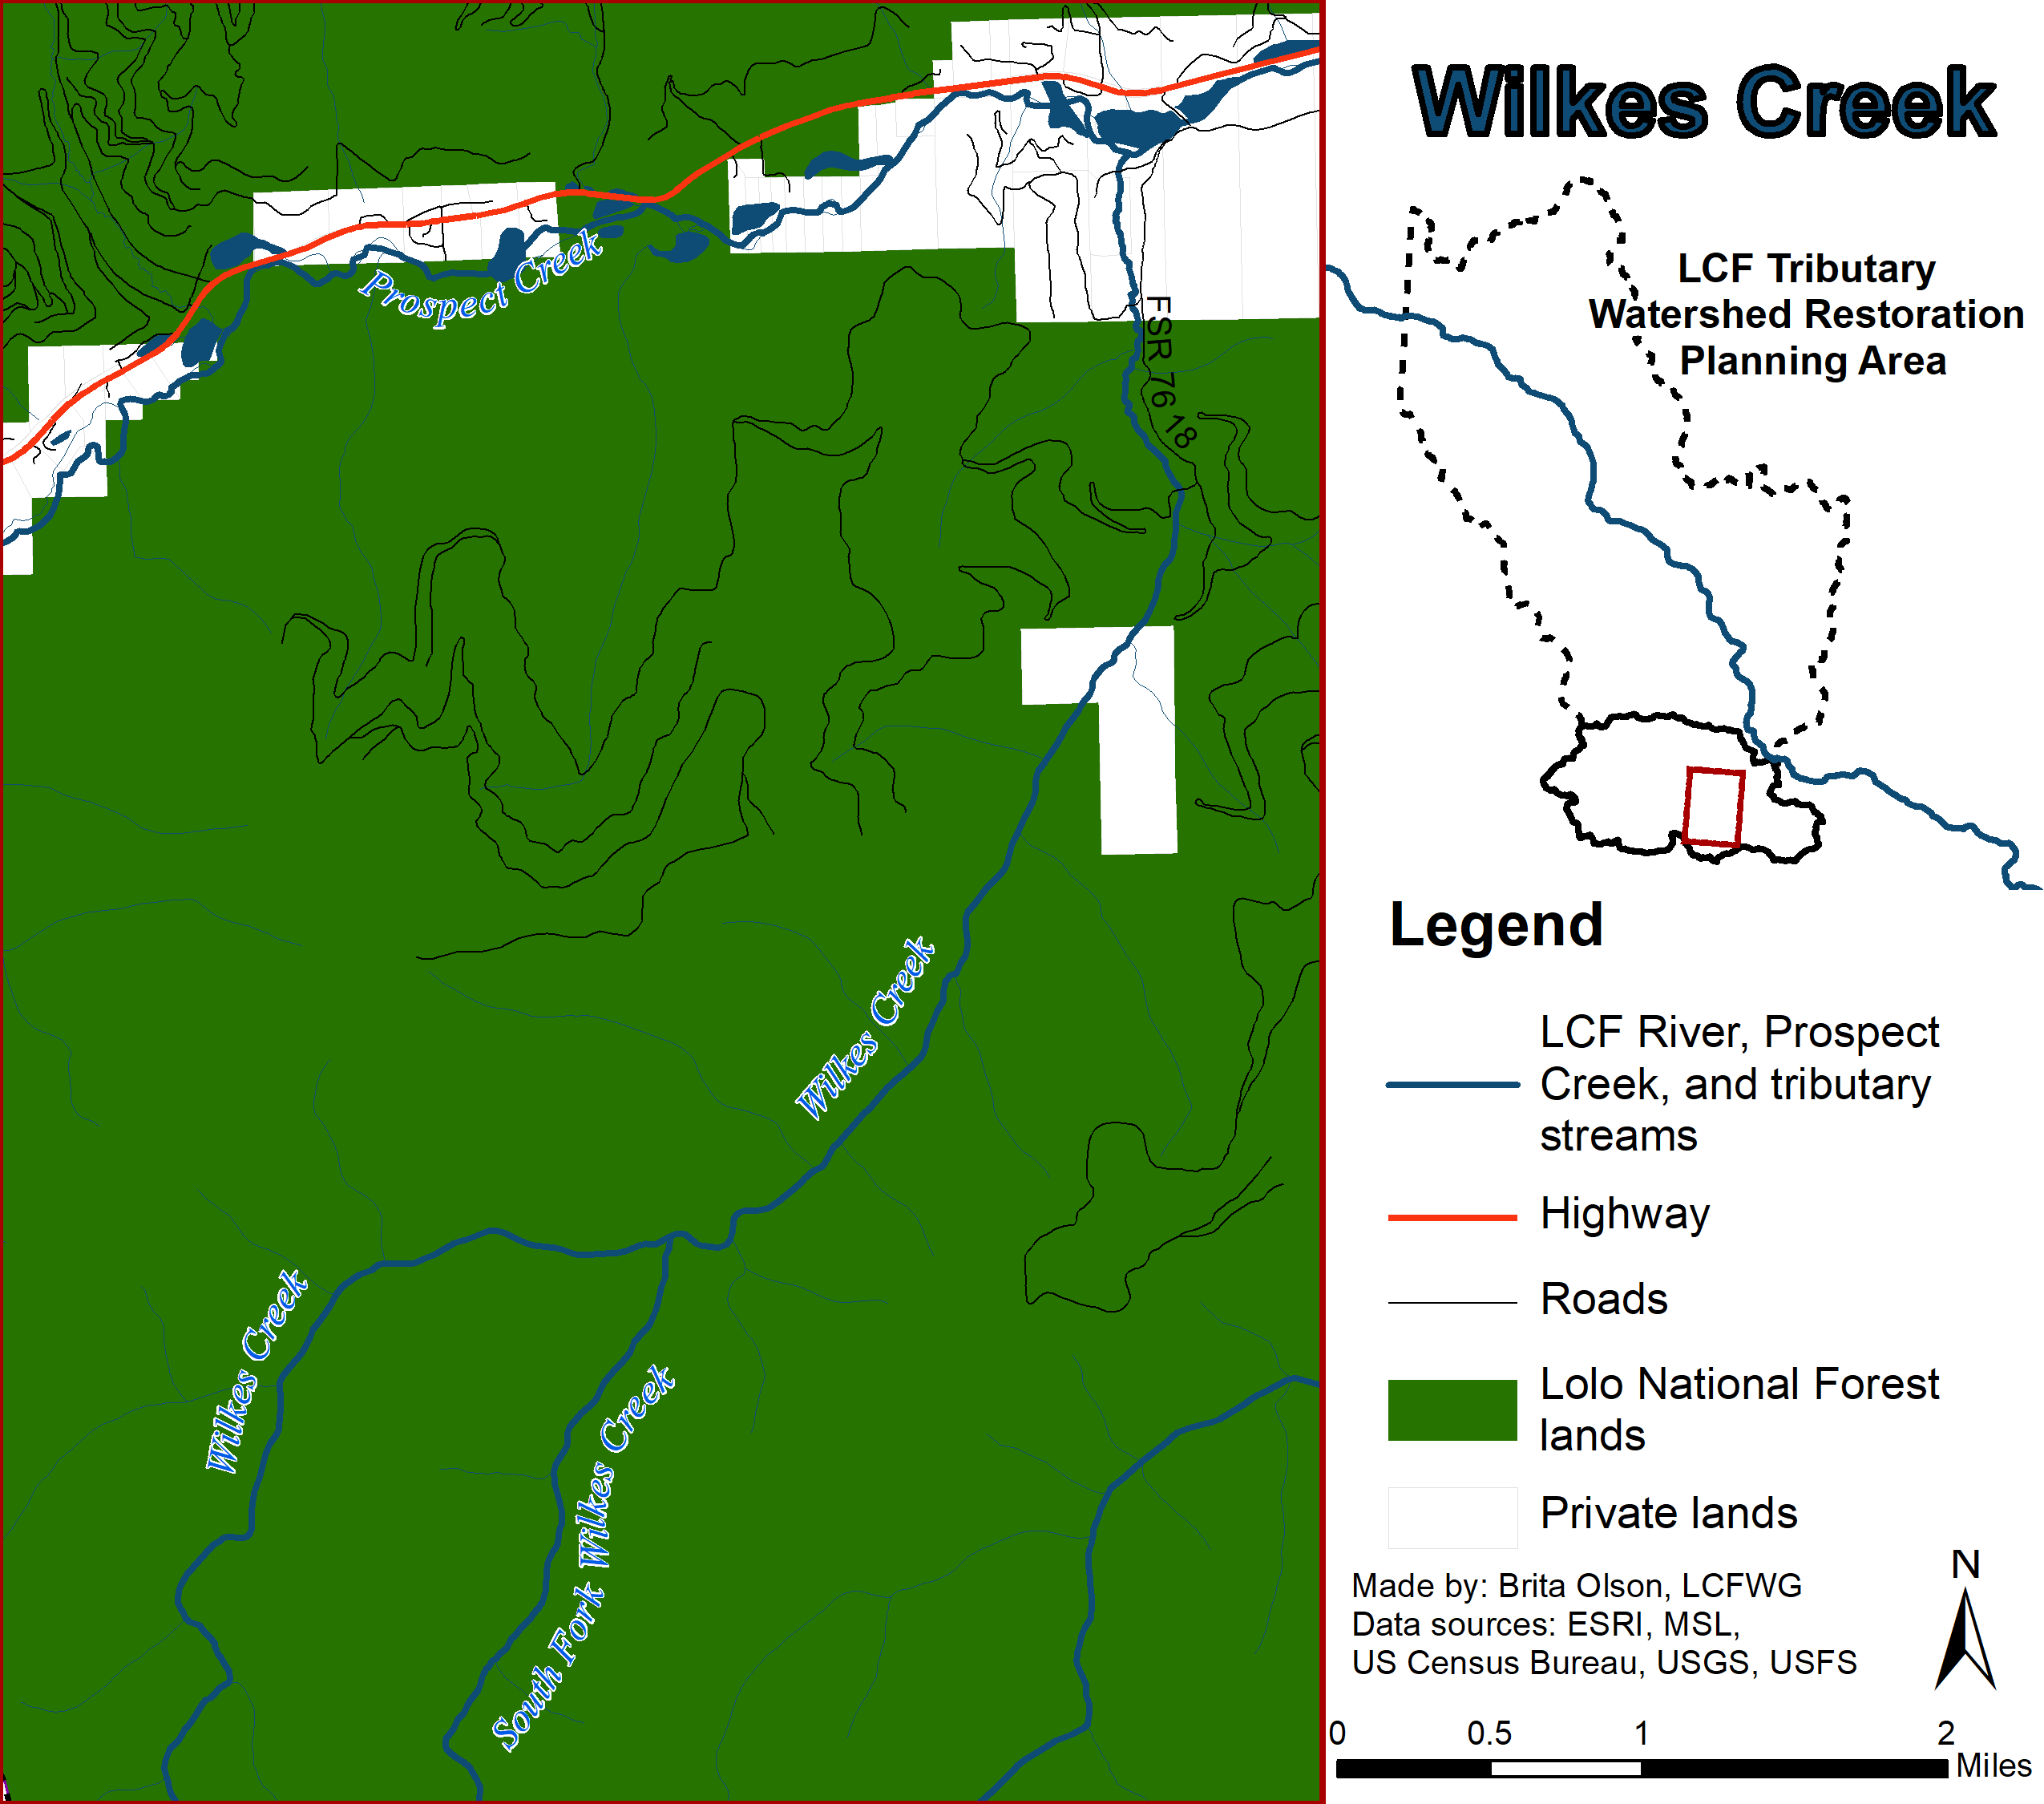 Wilkes Creek
LCF Tributary
Watershed Restoration
Planning Area
Prospect Creek
FSR 7618
Wilkes Creek
Wilkes Creek
South Fork Wilkes Creek
Legend
LCF River, Prospect
Creek, and tributary
streams
Highway
Roads
Lolo National Forest
lands
Private lands
Made by: Brita Olson, LCFWG
Data sources: ESRI, MSL,
US Census Bureau, USGS, USFS
N
0 0.5 1 2
Miles